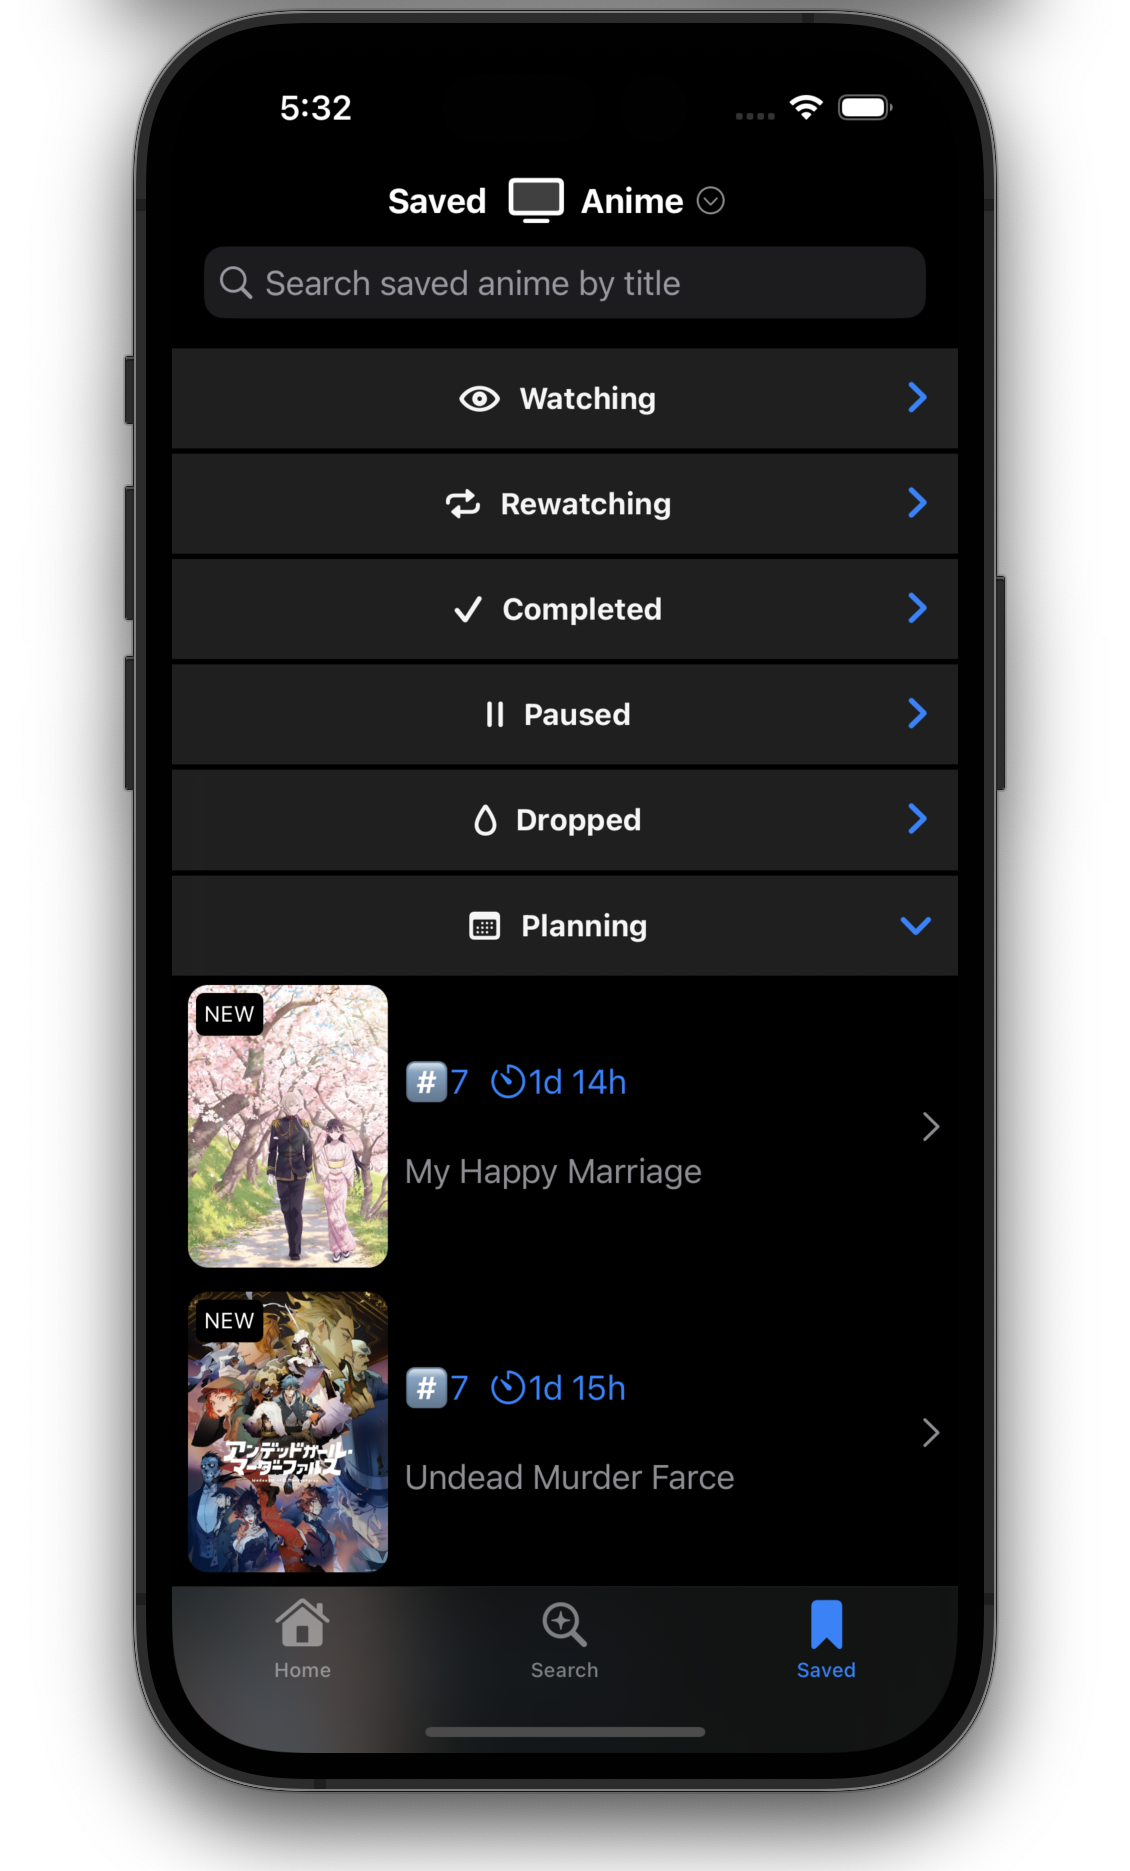 5:32
Saved Anime
Search saved anime by title
Watching
Rewatching
Completed
Paused
Dropped
Planning
NEW
# 7 1d 14h
My Happy Marriage
NEW
# 7 1d 15h
アンデッドガール・
マーダーファルス
Undead Murder Farce
Home Search Saved